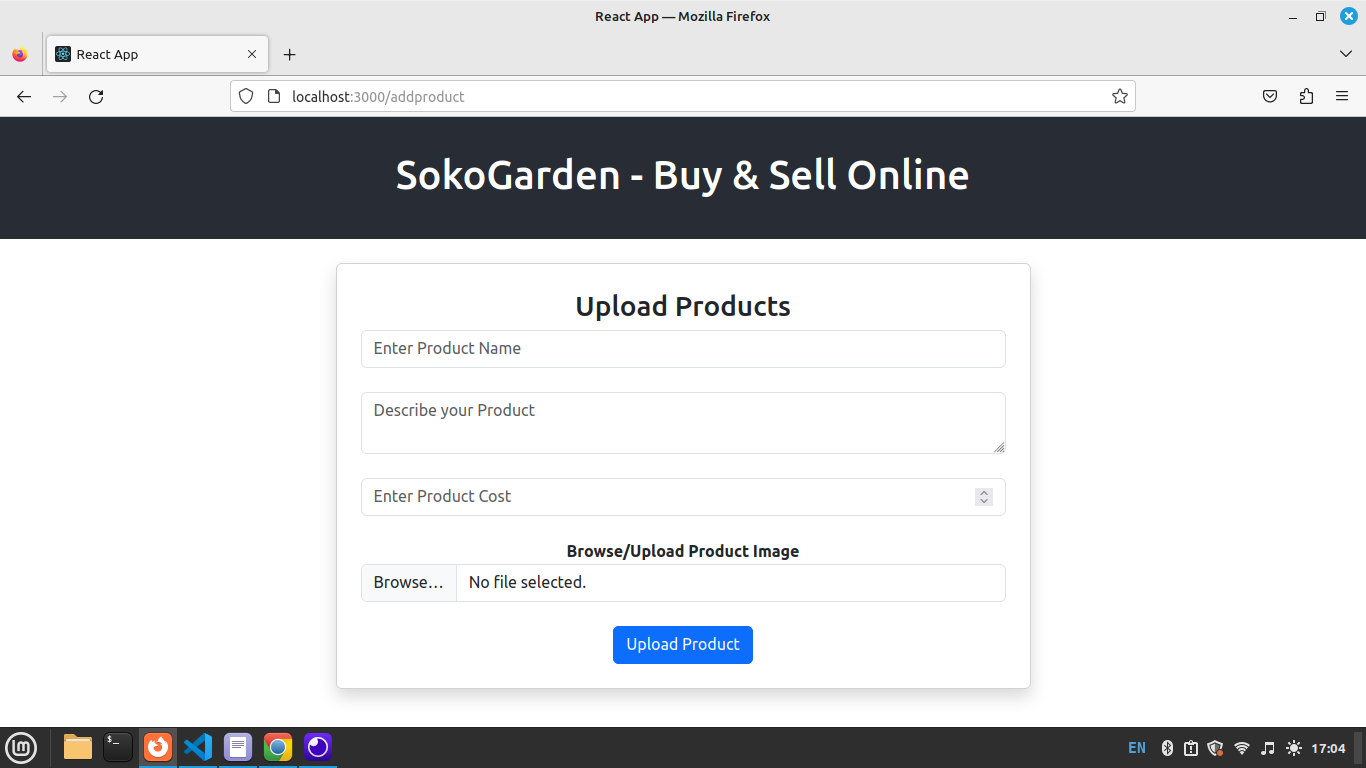 React App — Mozilla Firefox
React App
localhost:3000/addproduct
SokoGarden - Buy & Sell Online
Upload Products
Enter Product Name
Describe your Product
Enter Product Cost
Browse/Upload Product Image
Browse… No file selected.
Upload Product
lm $_ EN 17:04